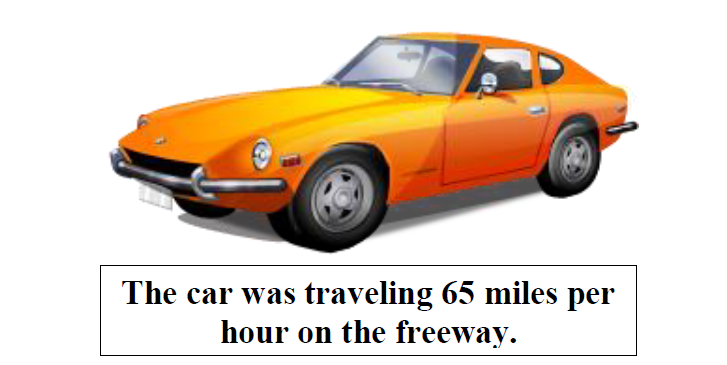 The car was traveling 65 miles per
hour on the freeway.